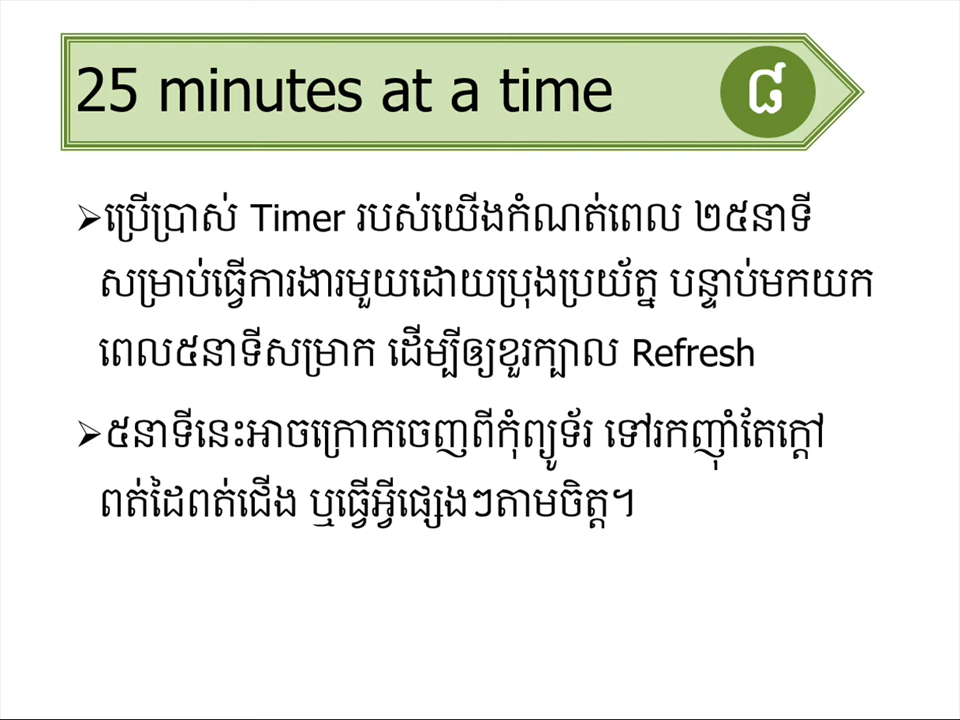 25 minutes at a time
៨
➢ប្រើប្រាស់ Timer របស់យើងកំណត់ពេល ២៥នាទី
សម្រាប់ធ្វើការងារមួយដោយប្រុងប្រយ័ត្ន បន្ទាប់មកយក
ពេល៥នាទីសម្រាក ដើម្បីឲ្យខួរក្បាល Refresh
➢៥នាទីនេះអាចក្រោកចេញពីកុំព្យូទ័រ ទៅរកញ៉ាំតែក្តៅ
ពត់ដៃពត់ជើង ឬធ្វើអ្វីផ្សេងៗតាមចិត្ត។